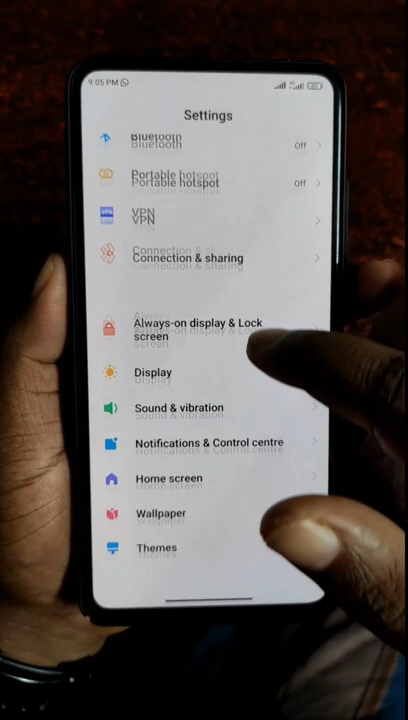 9:05 PM
Settings
Bluetooth
Off
Portable hotspot
Off
VPN
VPN
Connection & sharing
Always-on display & Lock
screen
Display
Sound & vibration
Notifications & Control centre
Home screen
Wallpaper
Themes